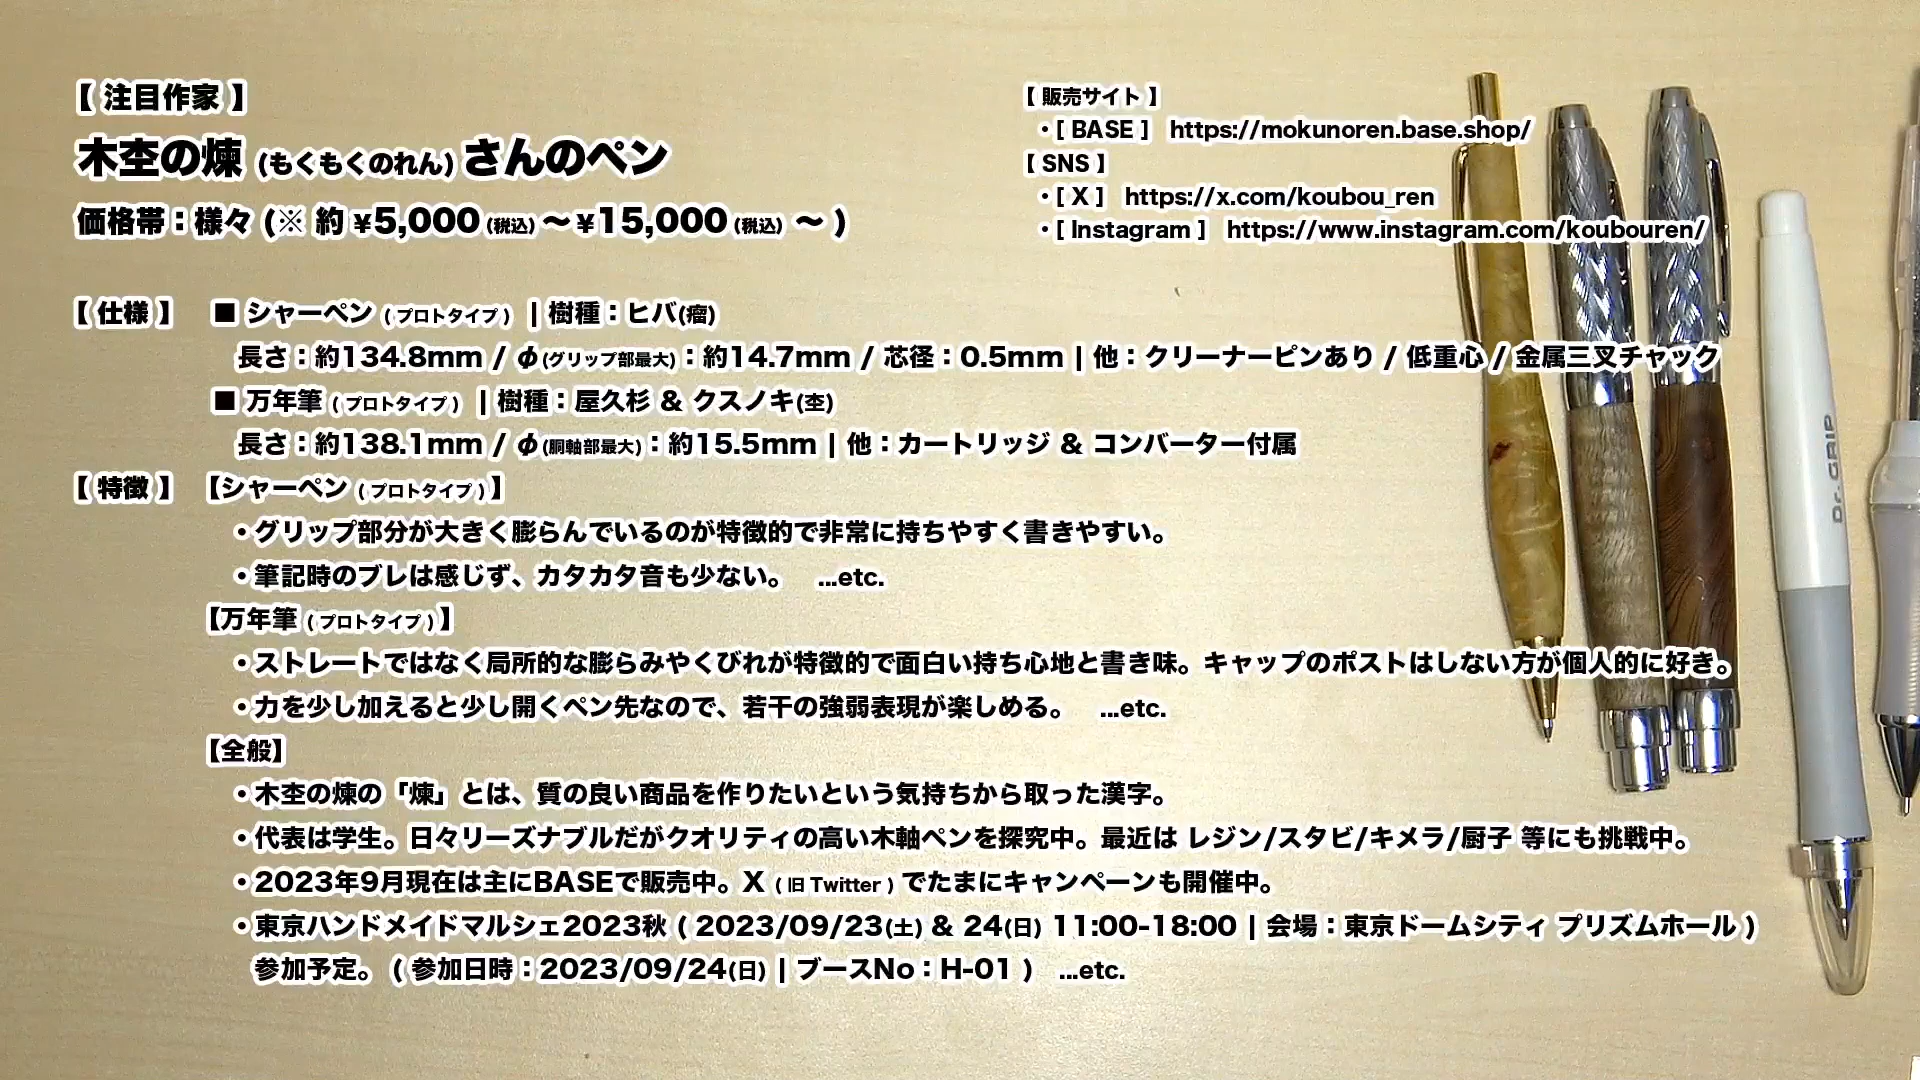 【 注目作家 】
木杢の煉 (もくもくのれん) さんのペン
価格帯：様々 (※ 約 ¥5,000 (税込) ～ ¥15,000 (税込) ～ )
【 販売サイト 】
・[ BASE ] https://mokunoren.base.shop/
【 SNS 】
・[ X ] https://x.com/koubou_ren
・[ Instagram ] https://www.instagram.com/koubouren/
【 仕様 】 ■ シャーペン ( プロトタイプ ) | 樹種：ヒバ(瘤)
長さ：約134.8mm / φ(グリップ部最大)：約14.7mm / 芯径：0.5mm | 他：クリーナーピンあり / 低重心 / 金属三叉チャック
■ 万年筆 ( プロトタイプ ) | 樹種：屋久杉 & クスノキ(杢)
長さ：約138.1mm / φ(胴軸部最大)：約15.5mm | 他：カートリッジ & コンバーター付属
【 特徴 】 【シャーペン ( プロトタイプ )】
・グリップ部分が大きく膨らんでいるのが特徴的で非常に持ちやすく書きやすい。
・筆記時のブレは感じず、カタカタ音も少ない。 ...etc.
【万年筆 ( プロトタイプ )】
・ストレートではなく局所的な膨らみやくびれが特徴的で面白い持ち心地と書き味。キャップのポストはしない方が個人的に好き。
・力を少し加えると少し開くペン先なので、若干の強弱表現が楽しめる。 ...etc.
【全般】
・木杢の煉の「煉」とは、質の良い商品を作りたいという気持ちから取った漢字。
・代表は学生。日々リーズナブルだがクオリティの高い木軸ペンを探究中。最近は レジン/スタビ/キメラ/厨子 等にも挑戦中。
・2023年9月現在は主にBASEで販売中。X ( 旧 Twitter ) でたまにキャンペーンも開催中。
・東京ハンドメイドマルシェ2023秋 ( 2023/09/23(土) & 24(日) 11:00-18:00 | 会場：東京ドームシティ プリズムホール )
参加予定。 ( 参加日時：2023/09/24(日) | ブースNo：H-01 ) ...etc.
Dr. GRIP